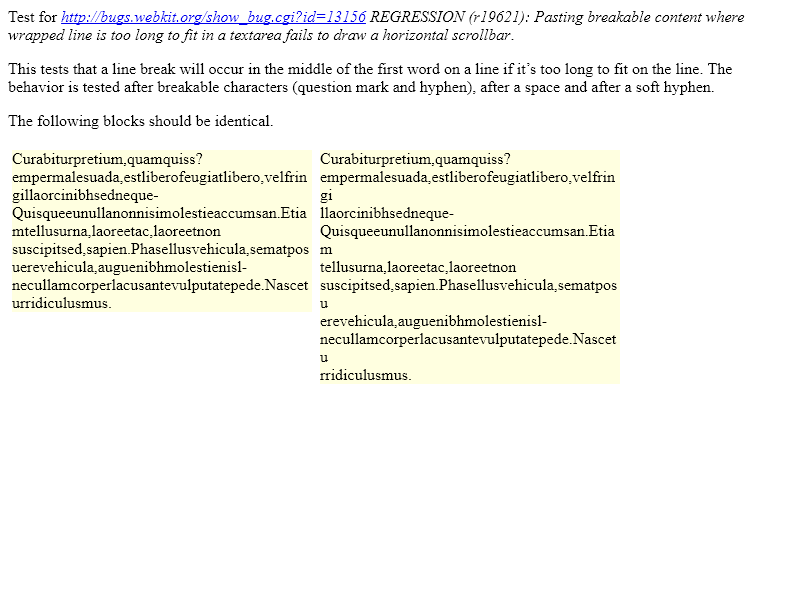 Test for http://bugs.webkit.org/show_bug.cgi?id=13156 REGRESSION (r19621): Pasting breakable content where
wrapped line is too long to fit in a textarea fails to draw a horizontal scrollbar.
This tests that a line break will occur in the middle of the first word on a line if it’s too long to fit on the line. The
behavior is tested after breakable characters (question mark and hyphen), after a space and after a soft hyphen.
The following blocks should be identical.
Curabiturpretium,quamquiss?
empermalesuada,estliberofeugiatlibero,velfrin
gillaorcinibhsedneque-
Quisqueeunullanonnisimolestieaccumsan.Etia
mtellusurna,laoreetac,laoreetnon
suscipitsed,sapien.Phasellusvehicula,sematpos
uerevehicula,auguenibhmolestienisl-
necullamcorperlacusantevulputatepede.Nascet
urridiculusmus.
Curabiturpretium,quamquiss?
empermalesuada,estliberofeugiatlibero,velfrin
gi
llaorcinibhsedneque-
Quisqueeunullanonnisimolestieaccumsan.Etia
m
tellusurna,laoreetac,laoreetnon
suscipitsed,sapien.Phasellusvehicula,sematpos
u
erevehicula,auguenibhmolestienisl-
necullamcorperlacusantevulputatepede.Nascet
u
rridiculusmus.